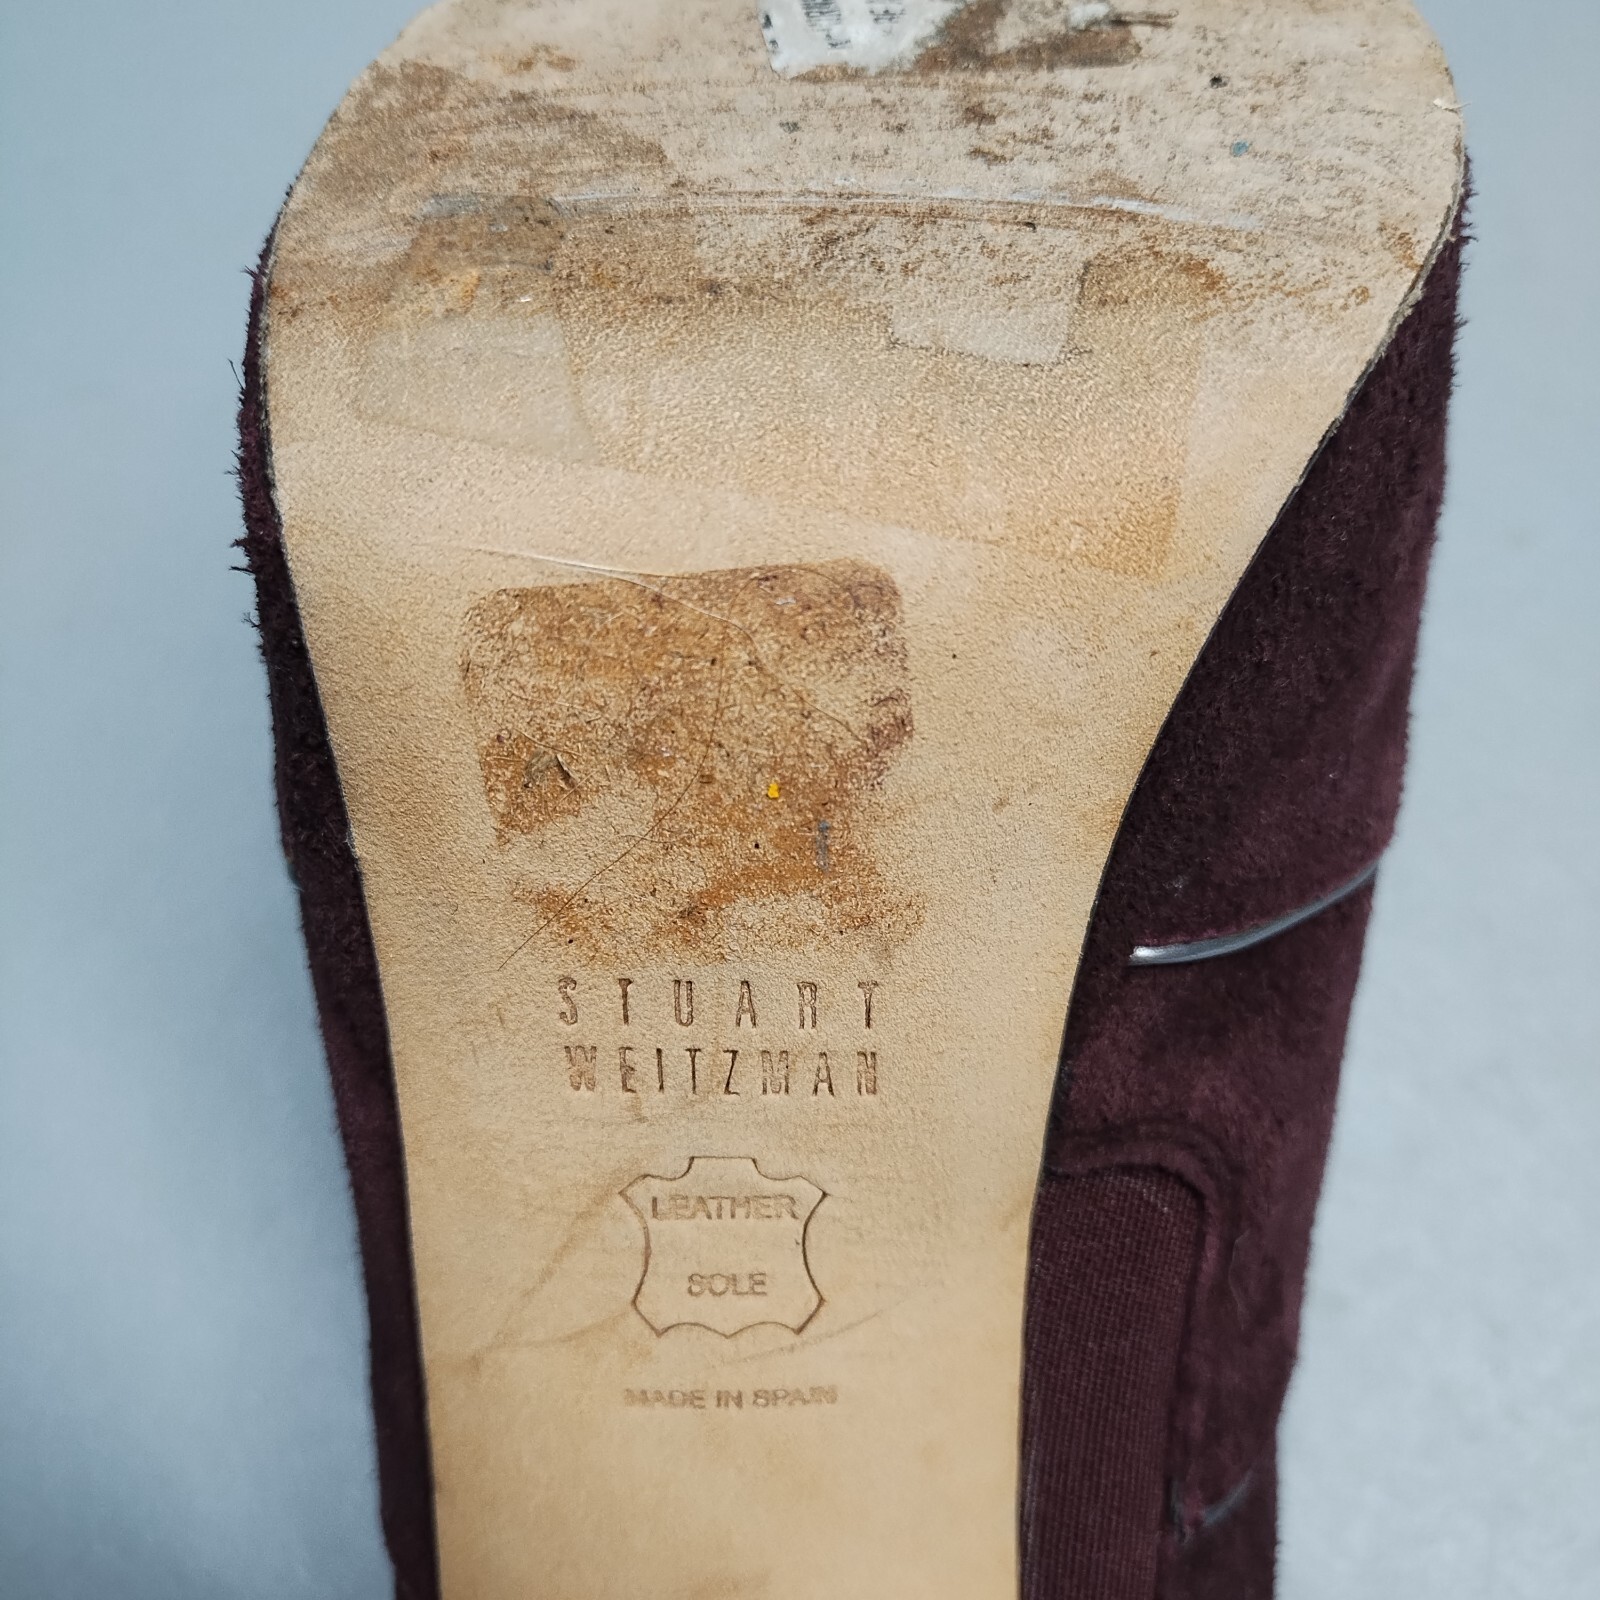 STUART
WEITZMAN
LEATHER
SOLE
MADE IN SPAIN